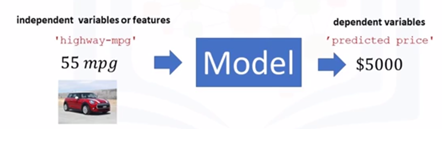 independent variables or features
'highway-mpg'
55 mpg
Model
dependent variables
'predicted price'
$5000